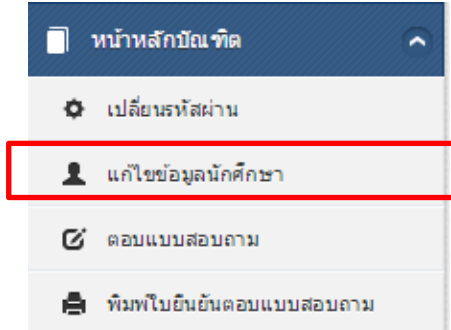 หน้าหลักบัณฑิต
เปลี่ยนรหัสผ่าน
แก้ไขข้อมูลนักศึกษา
ตอบแบบสอบถาม
พิมพ์ใบยืนยันตอบแบบสอบถาม